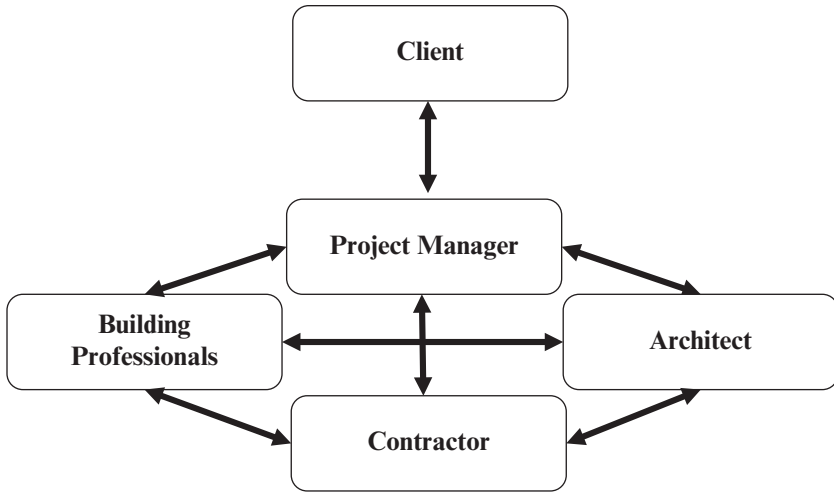 Client
Project Manager
Building
Professionals
Architect
Contractor